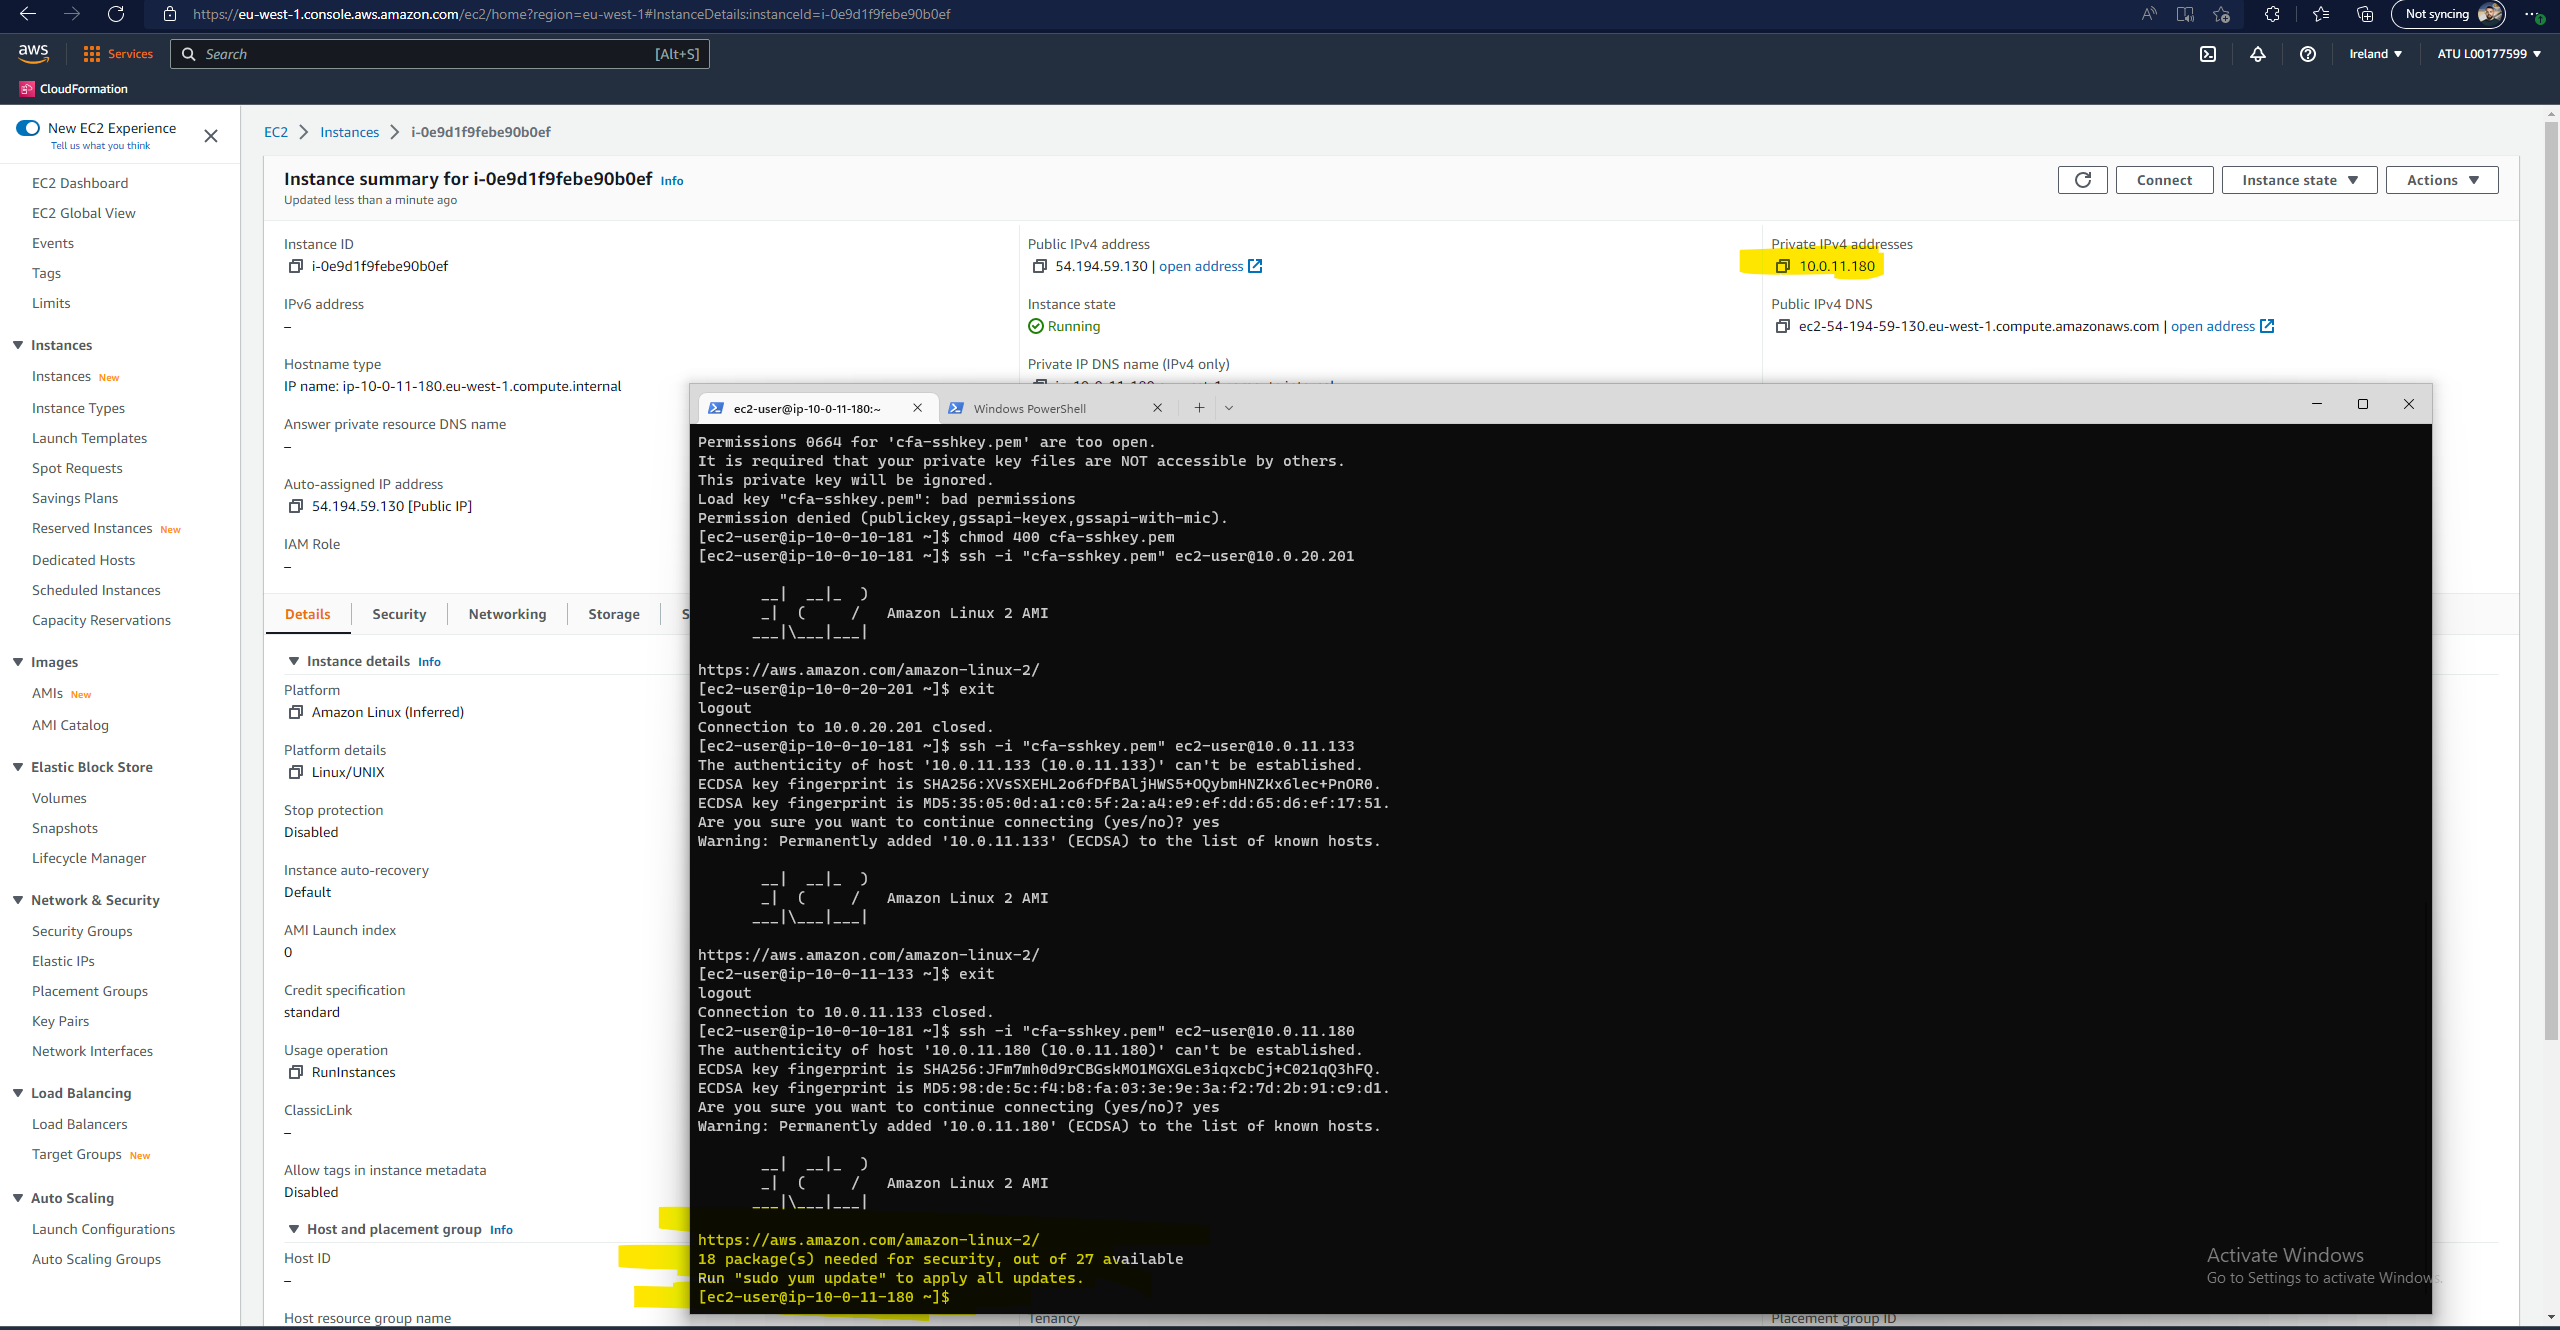 https://eu-west-1.console.aws.amazon.com/ec2/home?region=eu-west-1#InstanceDetails:instanceId=i-0e9d1f9febe90b0ef
Not syncing
aws
Services
Search
[Alt+S]
Ireland
ATU L00177599
CloudFormation
New EC2 Experience
Tell us what you think
EC2 Dashboard
EC2 Global View
Events
Tags
Limits
Instances
Instances New
Instance Types
Launch Templates
Spot Requests
Savings Plans
Reserved Instances New
Dedicated Hosts
Scheduled Instances
Capacity Reservations
Images
AMIs New
AMI Catalog
Elastic Block Store
Volumes
Snapshots
Lifecycle Manager
Network & Security
Security Groups
Elastic IPs
Placement Groups
Key Pairs
Network Interfaces
Load Balancing
Load Balancers
Target Groups New
Auto Scaling
Launch Configurations
Auto Scaling Groups
EC2 > Instances > i-0e9d1f9febe90b0ef
Instance summary for i-0e9d1f9febe90b0ef Info
Updated less than a minute ago
Connect
Instance state
Actions
Instance ID
i-0e9d1f9febe90b0ef
Public IPv4 address
54.194.59.130 | open address
Private IPv4 addresses
10.0.11.180
IPv6 address
–
Instance state
Running
Public IPv4 DNS
ec2-54-194-59-130.eu-west-1.compute.amazonaws.com | open address
Hostname type
IP name: ip-10-0-11-180.eu-west-1.compute.internal
Private IP DNS name (IPv4 only)
Answer private resource DNS name
–
Auto-assigned IP address
54.194.59.130 [Public IP]
IAM Role
–
Details
Security
Networking
Storage
S
Instance details Info
Platform
Amazon Linux (Inferred)
Platform details
Linux/UNIX
Stop protection
Disabled
Instance auto-recovery
Default
AMI Launch index
0
Credit specification
standard
Usage operation
RunInstances
ClassicLink
–
Allow tags in instance metadata
Disabled
Host and placement group Info
Host ID
–
Host resource group name
Tenancy
Placement group ID
ec2-user@ip-10-0-11-180:~
Windows PowerShell
Permissions 0664 for 'cfa-sshkey.pem' are too open.
It is required that your private key files are NOT accessible by others.
This private key will be ignored.
Load key "cfa-sshkey.pem": bad permissions
Permission denied (publickey,gssapi-keyex,gssapi-with-mic).
[ec2-user@ip-10-0-10-181 ~]$ chmod 400 cfa-sshkey.pem
[ec2-user@ip-10-0-10-181 ~]$ ssh -i "cfa-sshkey.pem" ec2-user@10.0.20.201
__|  __|_  )
_|  (     /   Amazon Linux 2 AMI
___|\___|___|
https://aws.amazon.com/amazon-linux-2/
[ec2-user@ip-10-0-20-201 ~]$ exit
logout
Connection to 10.0.20.201 closed.
[ec2-user@ip-10-0-10-181 ~]$ ssh -i "cfa-sshkey.pem" ec2-user@10.0.11.133
The authenticity of host '10.0.11.133 (10.0.11.133)' can't be established.
ECDSA key fingerprint is SHA256:XVsSXEHL2o6fDfBAljHWS5+OQybmHNZKx6lec+PnOR0.
ECDSA key fingerprint is MD5:35:05:0d:a1:c0:5f:2a:a4:e9:ef:dd:65:d6:ef:17:51.
Are you sure you want to continue connecting (yes/no)? yes
Warning: Permanently added '10.0.11.133' (ECDSA) to the list of known hosts.
__|  __|_  )
_|  (     /   Amazon Linux 2 AMI
___|\___|___|
https://aws.amazon.com/amazon-linux-2/
[ec2-user@ip-10-0-11-133 ~]$ exit
logout
Connection to 10.0.11.133 closed.
[ec2-user@ip-10-0-10-181 ~]$ ssh -i "cfa-sshkey.pem" ec2-user@10.0.11.180
The authenticity of host '10.0.11.180 (10.0.11.180)' can't be established.
ECDSA key fingerprint is SHA256:JFm7mh0d9rCBGskMO1MGXGLe3iqxcbCj+C021qQ3hFQ.
ECDSA key fingerprint is MD5:98:de:5c:f4:b8:fa:03:3e:9e:3a:f2:7d:2b:91:c9:d1.
Are you sure you want to continue connecting (yes/no)? yes
Warning: Permanently added '10.0.11.180' (ECDSA) to the list of known hosts.
__|  __|_  )
_|  (     /   Amazon Linux 2 AMI
___|\___|___|
https://aws.amazon.com/amazon-linux-2/
18 package(s) needed for security, out of 27 available
Run "sudo yum update" to apply all updates.
[ec2-user@ip-10-0-11-180 ~]$
Activate Windows
Go to Settings to activate Windows.